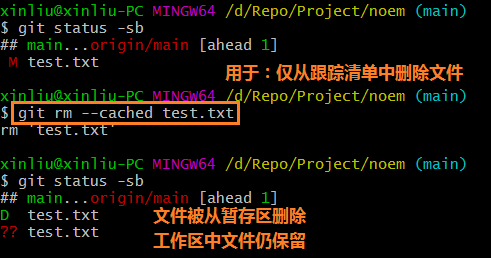 xinliu@xinliu-PC MINGW64 /d/Repo/Project/noem (main)
$ git status -sb
## main...origin/main [ahead 1]
 M test.txt
用于：仅从跟踪清单中删除文件
xinliu@xinliu-PC MINGW64 /d/Repo/Project/noem (main)
$ git rm --cached test.txt
rm 'test.txt'
xinliu@xinliu-PC MINGW64 /d/Repo/Project/noem (main)
$ git status -sb
## main...origin/main [ahead 1]
D  test.txt 文件被从暂存区删除
?? test.txt 工作区中文件仍保留